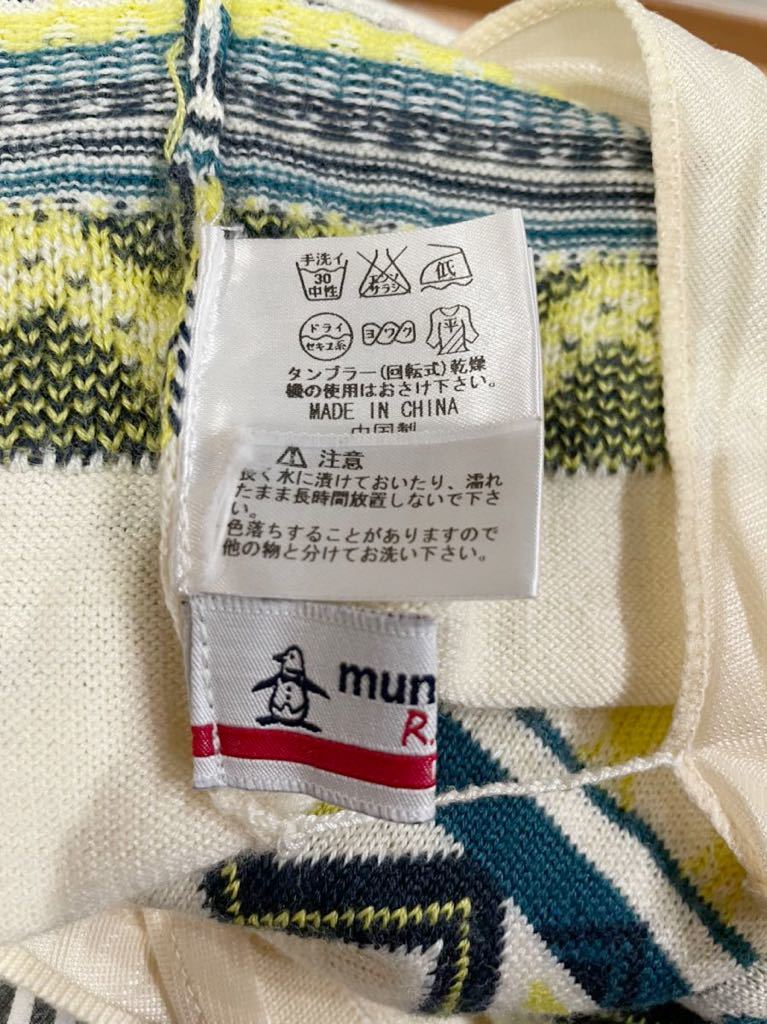 手洗イ
30
中性
エンソ
サラシ
低
ドライ
セキユ系
ヨワク
平
タンブラー(回転式)乾燥
機の使用はおさけ下さい。
MADE IN CHINA
中国製
注意
長く水に漬けておいたり、濡れ
たまま長時間放置しないで下さ
い。
色落ちすることがありますので
他の物と分けてお洗い下さい。
mun
R.